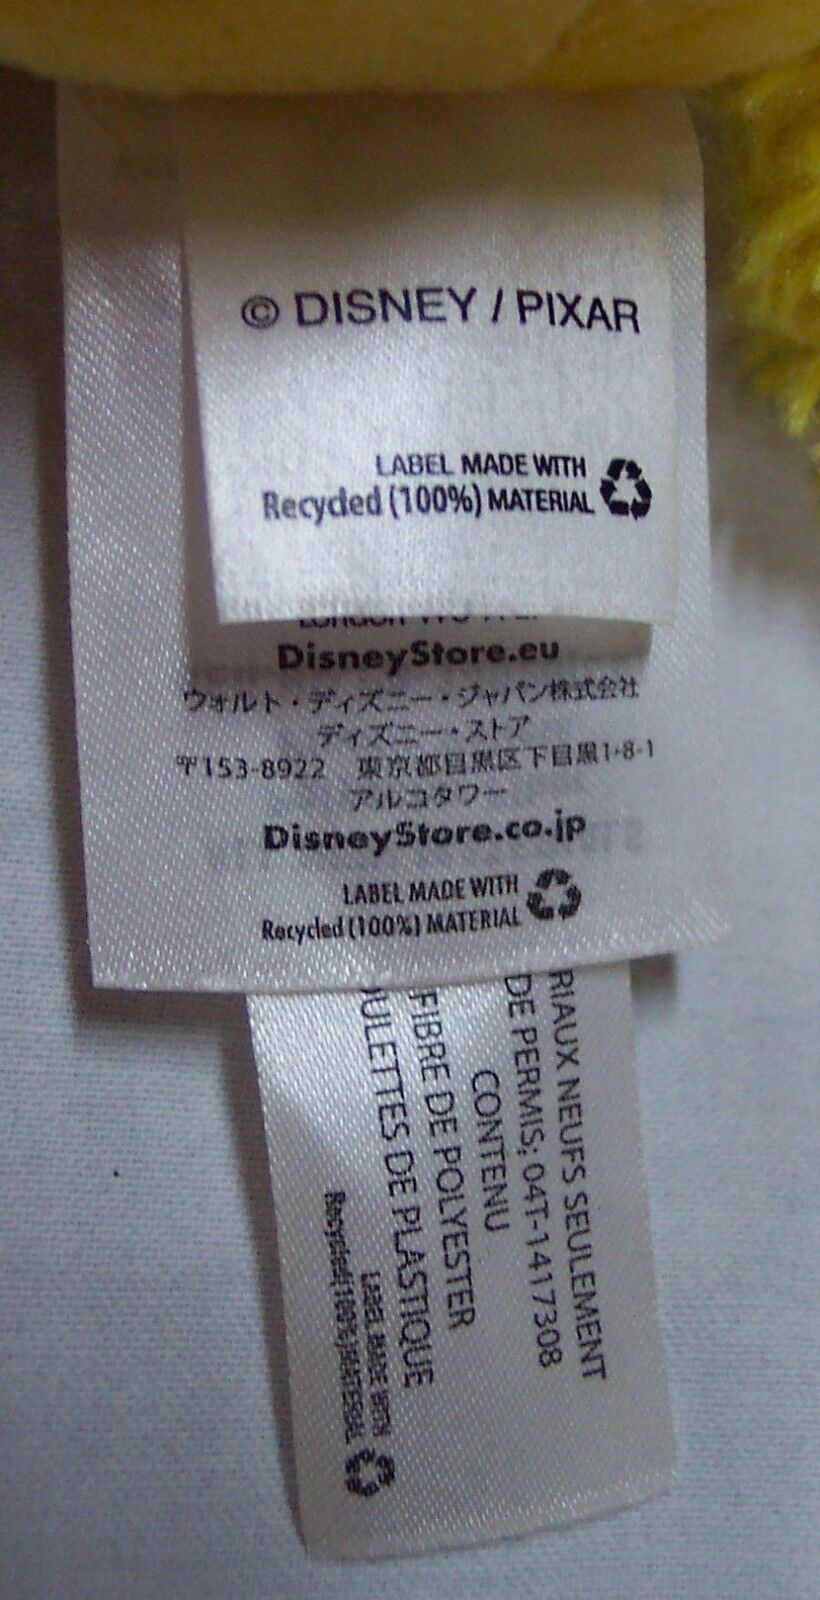 © DISNEY / PIXAR
LABEL MADE WITH
Recycled (100%) MATERIAL
London
DisneyStore.eu
ウォルト・ディズニー・ジャパン株式会社
ディズニー・ストア
〒153-8922 東京都目黒区下目黒1-8-1
アルコタワー
DisneyStore.co.jp
LABEL MADE WITH
Recycled (100%) MATERIAL
RIAUX NEUFS SEULEMENT
DE PERMIS: 04T-1417308
CONTENU
FIBRE DE POLYESTER
OULETTES DE PLASTIQUE
LABEL MADE WITH
Recycled (100%) MATERIAL